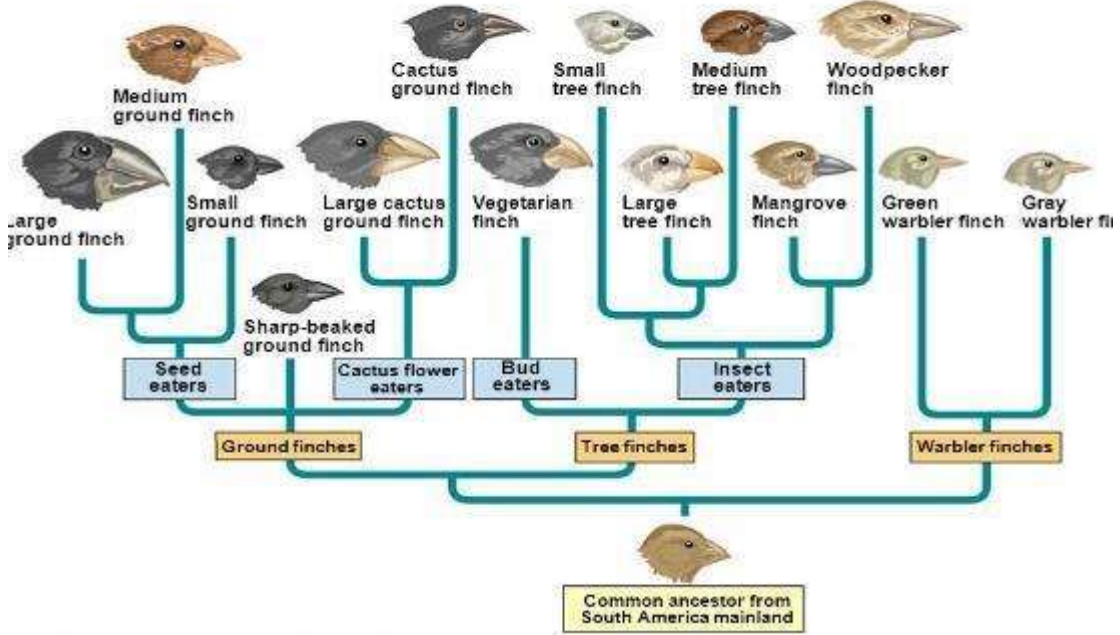 Cactus
ground finch
Small
tree finch
Medium
tree finch
Woodpecker
finch
Medium
ground finch
Large
ground finch
Small
ground finch
Large cactus
ground finch
Vegetarian
finch
Large
tree finch
Mangrove
finch
Green
warbler finch
Gray
warbler fi
Sharp-beaked
ground finch
Seed
eaters
Cactus flower
eaters
Bud
eaters
Insect
eaters
Ground finches
Tree finches
Warbler finches
Common ancestor from
South America mainland